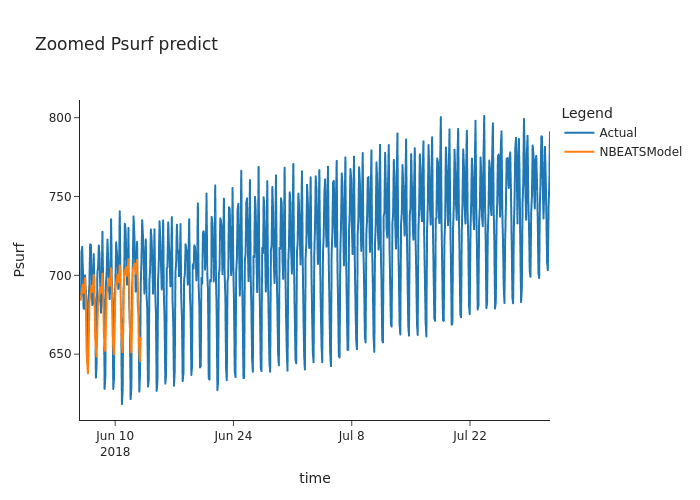 Zoomed Psurf predict
Legend
Actual
NBEATSModel
Psurf
800
750
700
650
Jun 10
2018
Jun 24
Jul 8
Jul 22
time